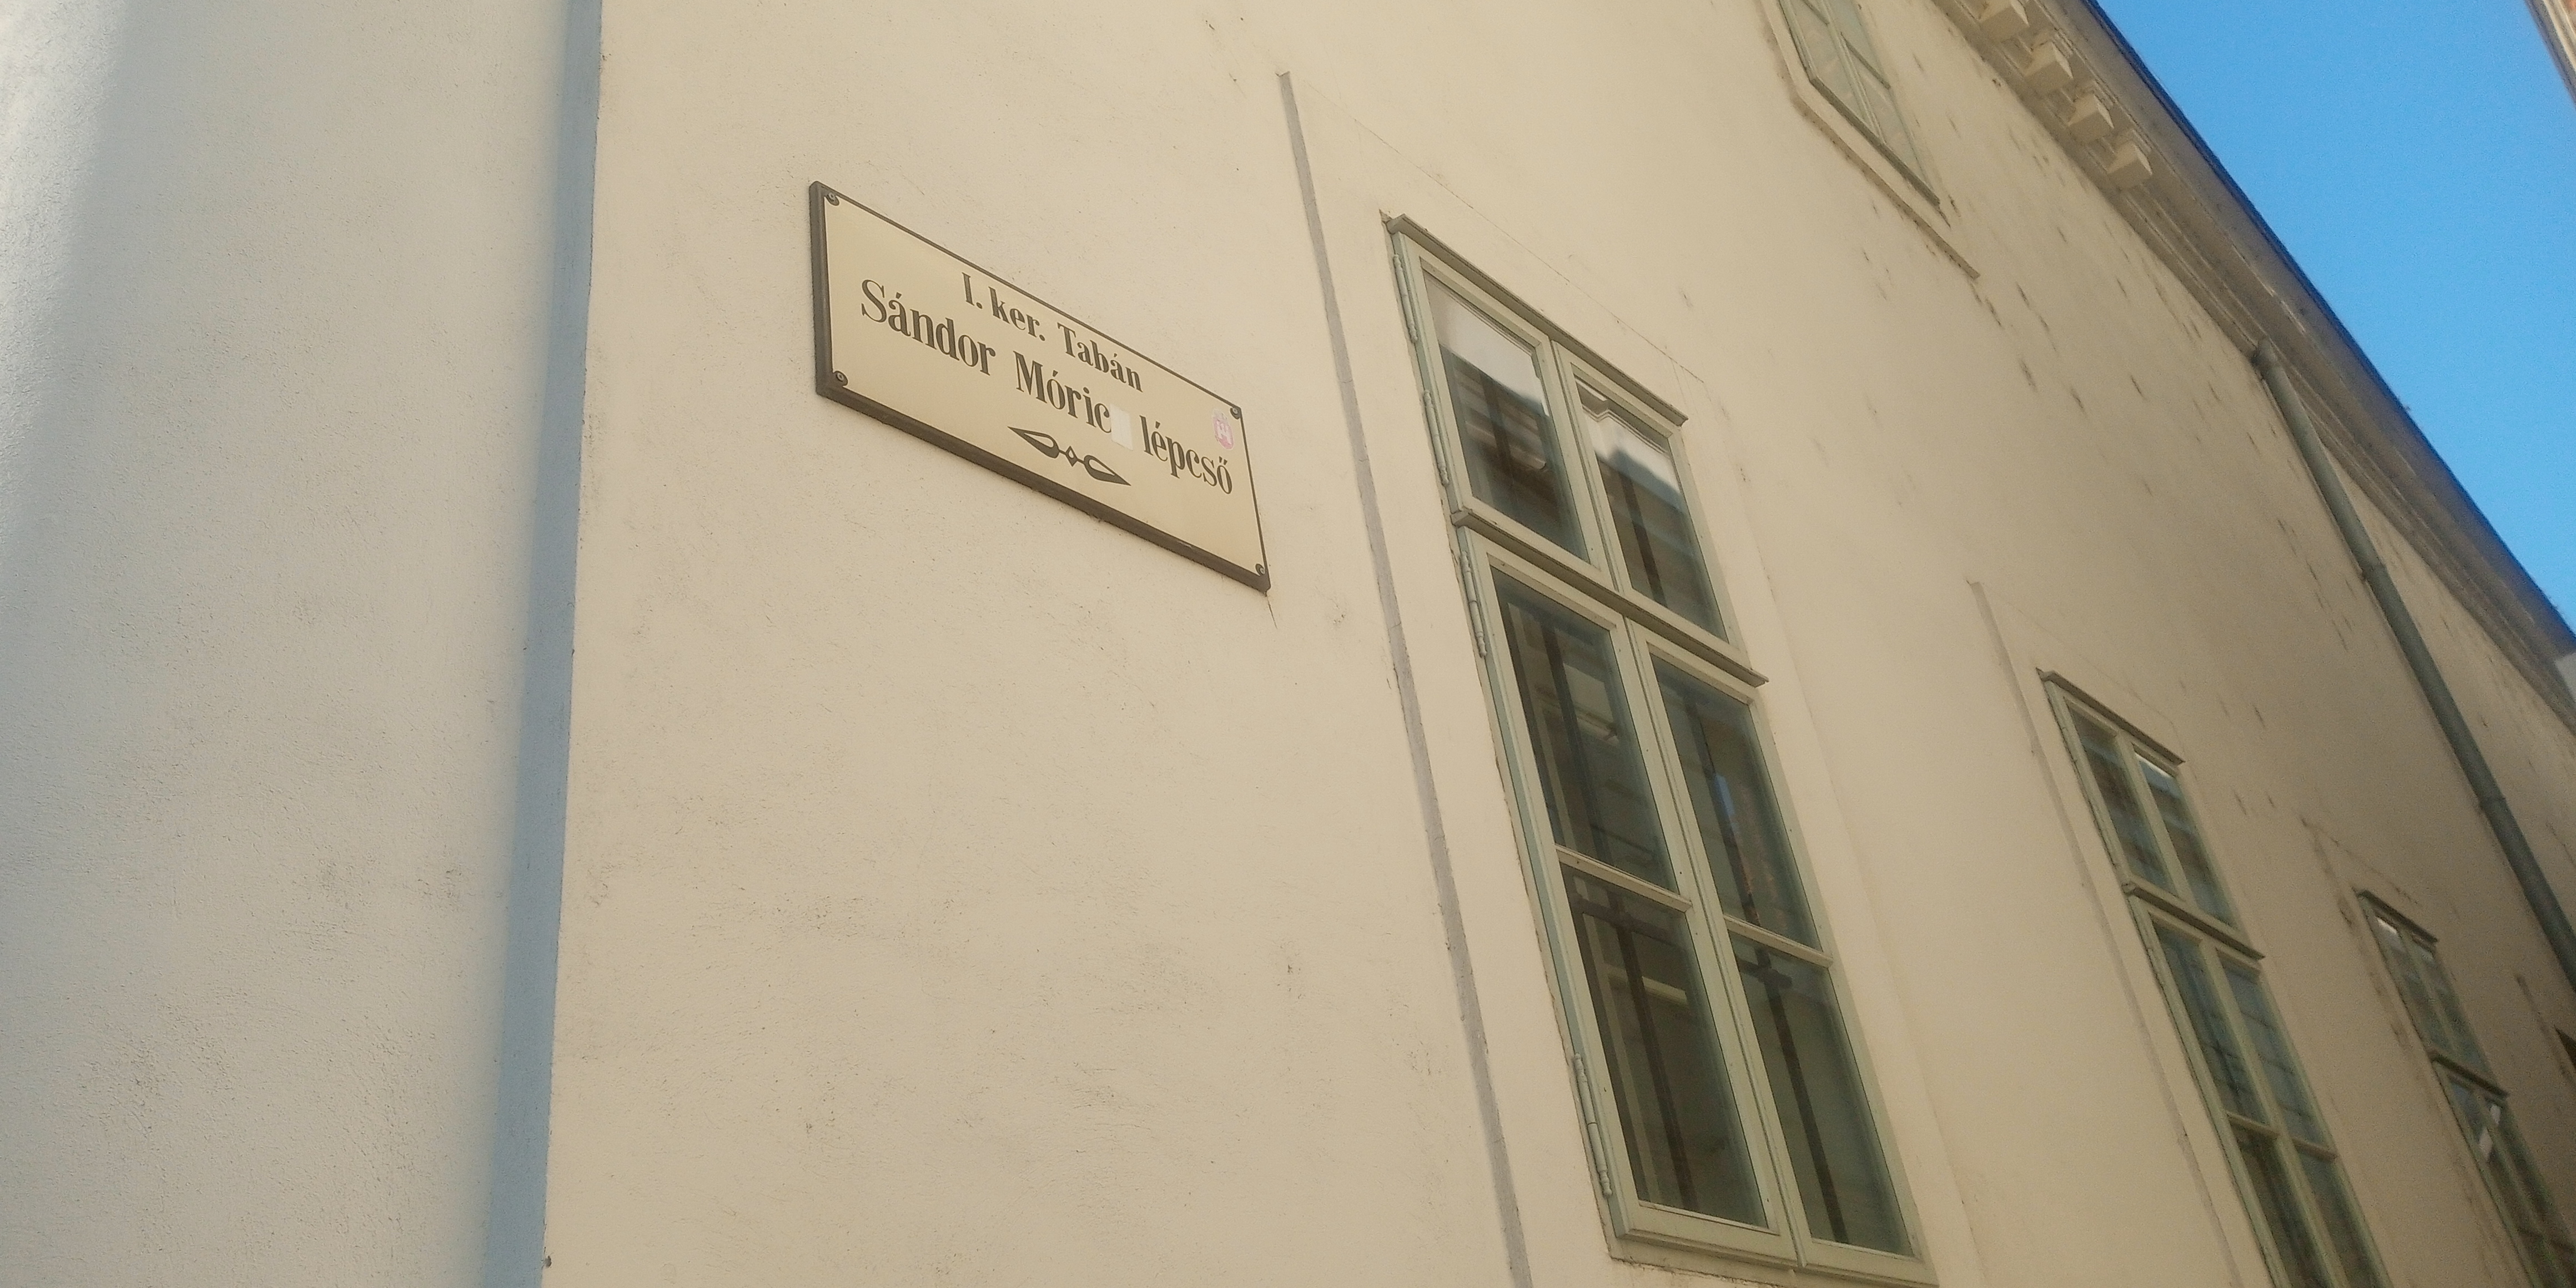 I. ker. Tabán
Sándor Móric lépcső